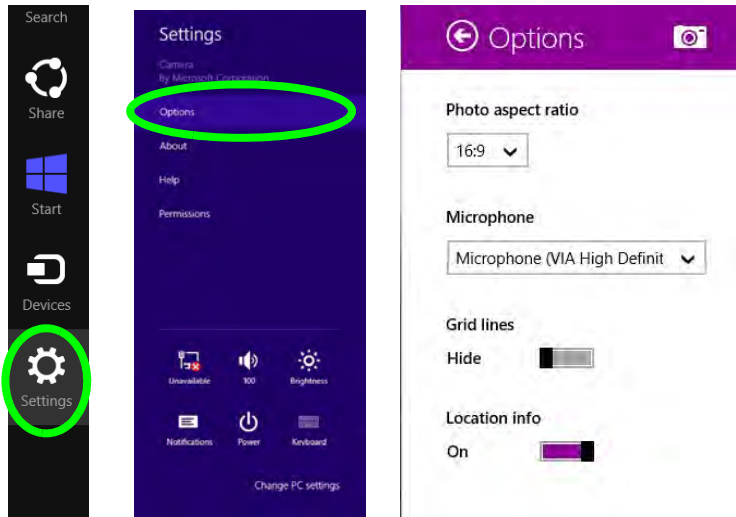 Search
Share
Start
Devices
Settings
Settings
Camera
By Microsoft Corporation
Options
About
Help
Permissions
Unavailable
100
Brightness
Notifications
Power
Keyboard
Change PC settings
Options
Photo aspect ratio
16:9
Microphone
Microphone (VIA High Definit
Grid lines
Hide
Location info
On